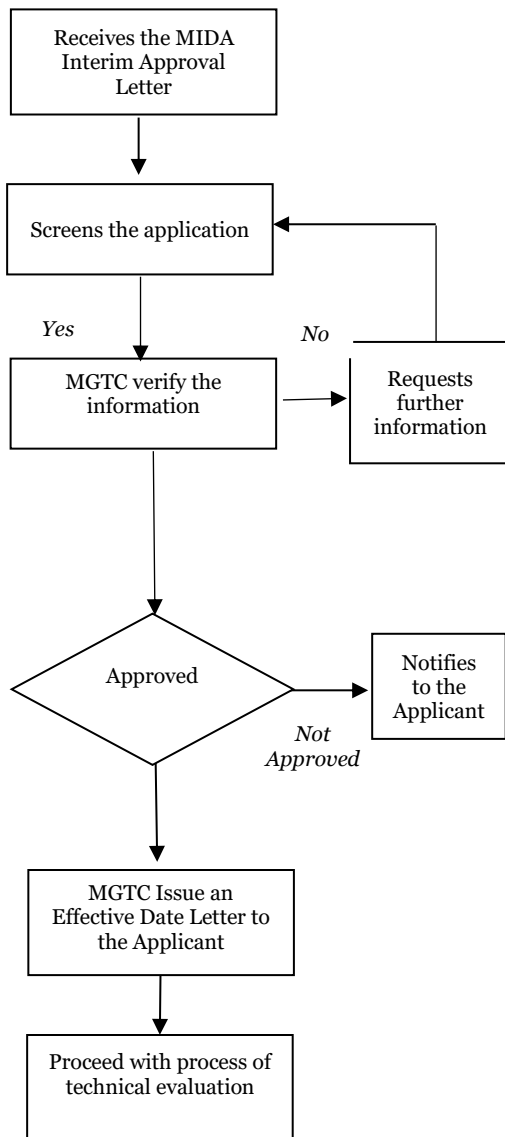 Receives the MIDA
Interim Approval
Letter
Screens the application
Yes
No
MGTC verify the
information
Requests
further
information
Approved
Notifies
to the
Applicant
Not
Approved
MGTC Issue an
Effective Date Letter to
the Applicant
Proceed with process of
technical evaluation